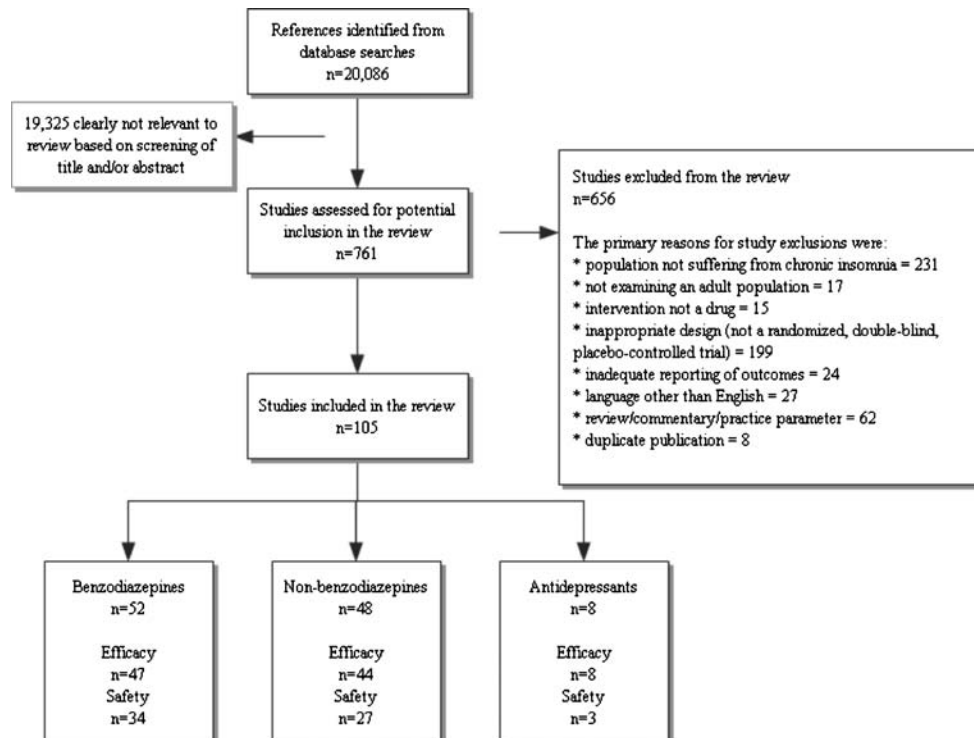 References identified from
database searches
n=20,086
19,325 clearly not relevant to
review based on screening of
title and/or abstract
Studies assessed for potential
inclusion in the review
n=761
Studies excluded from the review
n=656
The primary reasons for study exclusions were:
* population not suffering from chronic insomnia = 231
* not examining an adult population = 17
* intervention not a drug = 15
* inappropriate design (not a randomized, double-blind,
placebo-controlled trial) = 199
* inadequate reporting of outcomes = 24
* language other than English = 27
* review/commentary/practice parameter = 62
* duplicate publication = 8
Studies included in the review
n=105
Benzodiazepines
n=52
Efficacy
n=47
Safety
n=34
Non-benzodiazepines
n=48
Efficacy
n=44
Safety
n=27
Antidepressants
n=8
Efficacy
n=8
Safety
n=3